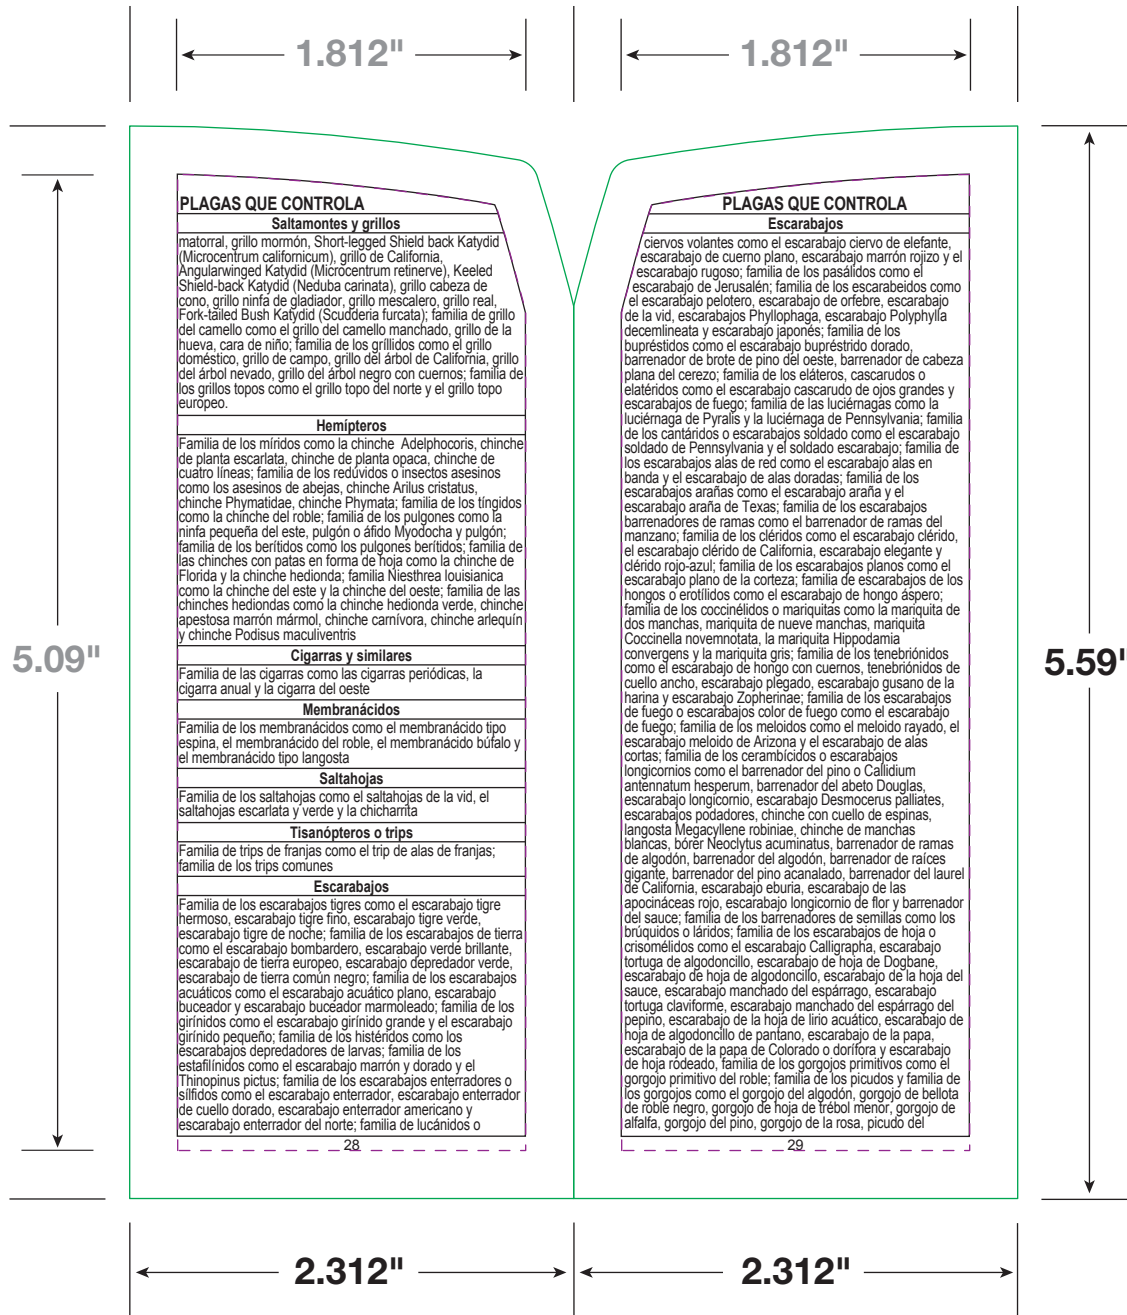 1.812"
1.812"
5.09"
5.59"
PLAGAS QUE CONTROLA
Saltamontes y grillos
matorral, grillo mormón, Short-legged Shield back Katydid
(Microcentrum californicum), grillo de California,
Angularwinged Katydid (Microcentrum retinerve), Keeled
Shield-back Katydid (Neduba carinata), grillo cabeza de
cono, grillo ninfa de gladiador, grillo mescalero, grillo real,
Fork-tailed Bush Katydid (Scudderia furcata); familia de grillo
del camello como el grillo del camello manchado, grillo de la
hueva, cara de niño; familia de los gríllidos como el grillo
doméstico, grillo de campo, grillo del árbol de California, grillo
del árbol nevado, grillo del árbol negro con cuernos; familia de
los grillos topos como el grillo topo del norte y el grillo topo
europeo.
Hemípteros
Familia de los míridos como la chinche Adelphocoris, chinche
de planta escarlata, chinche de planta opaca, chinche de
cuatro líneas; familia de los redúvidos o insectos asesinos
como los asesinos de abejas, chinche Arilus cristatus,
chinche Phymatidae, chinche Phymata; familia de los tíngidos
como la chinche del roble; familia de los pulgones como la
ninfa pequeña del este, pulgón o áfido Myodocha y pulgón;
familia de los berítidos como los pulgones berítidos; familia de
las chinches con patas en forma de hoja como la chinche de
Florida y la chinche hedionda; familia Niesthrea louisianica
como la chinche del este y la chinche del oeste; familia de las
chinches hediondas como la chinche hedionda verde, chinche
apestosa marrón mármol, chinche carnívora, chinche arlequín
y chinche Podisus maculiventris
Cigarras y similares
Familia de las cigarras como las cigarras periódicas, la
cigarra anual y la cigarra del oeste
Membranácidos
Familia de los membranácidos como el membranácido tipo
espina, el membranácido del roble, el membranácido búfalo y
el membranácido tipo langosta
Saltahojas
Familia de los saltahojas como el saltahojas de la vid, el
saltahojas escarlata y verde y la chicharrita
Tisanópteros o trips
Familia de trips de franjas como el trip de alas de franjas;
familia de los trips comunes
Escarabajos
Familia de los escarabajos tigres como el escarabajo tigre
hermoso, escarabajo tigre fino, escarabajo tigre verde,
escarabajo tigre de noche; familia de los escarabajos de tierra
como el escarabajo bombardero, escarabajo verde brillante,
escarabajo de tierra europeo, escarabajo depredador verde,
escarabajo de tierra común negro; familia de los escarabajos
acuáticos como el escarabajo acuático plano, escarabajo
buceador y escarabajo buceador marmoleado; familia de los
girínidos como el escarabajo girínido grande y el escarabajo
girínido pequeño; familia de los histéridos como los
escarabajos depredadores de larvas; familia de los
estafilínidos como el escarabajo marrón y dorado y el
Thinopinus pictus; familia de los escarabajos enterradores o
sílfidos como el escarabajo enterrador, escarabajo enterrador
de cuello dorado, escarabajo enterrador americano y
escarabajo enterrador del norte; familia de lucánidos o
28
PLAGAS QUE CONTROLA
Escarabajos
ciervos volantes como el escarabajo ciervo de elefante,
escarabajo de cuerno plano, escarabajo marrón rojizo y el
escarabajo rugoso; familia de los pasálidos como el
escarabajo de Jerusalén; familia de los escarabeidos como
el escarabajo pelotero, escarabajo de orfebre, escarabajo
de la vid, escarabajos Phyllophaga, escarabajo Polyphylla
decemlineata y escarabajo japonés; familia de los
bupréstidos como el escarabajo bupréstrido dorado,
barrenador de brote de pino del oeste, barrenador de cabeza
plana del cerezo; familia de los eláteros, cascarudos o
elatéridos como el escarabajo cascarudo de ojos grandes y
escarabajos de fuego; familia de las luciérnagas como la
luciérnaga de Pyralis y la luciérnaga de Pennsylvania; familia
de los cantáridos o escarabajos soldado como el escarabajo
soldado de Pennsylvania y el soldado escarabajo; familia de
los escarabajos alas de red como el escarabajo alas en
banda y el escarabajo de alas doradas; familia de los
escarabajos arañas como el escarabajo araña y el
escarabajo araña de Texas; familia de los escarabajos
barrenadores de ramas como el barrenador de ramas del
manzano; familia de los cléridos como el escarabajo clérido,
el escarabajo clérido de California, escarabajo elegante y
clérido rojo-azul; familia de los escarabajos planos como el
escarabajo plano de la corteza; familia de escarabajos de los
hongos o erotílidos como el escarabajo de hongo áspero;
familia de los coccinélidos o mariquitas como la mariquita de
dos manchas, mariquita de nueve manchas, mariquita
Coccinella novemnotata, la mariquita Hippodamia
convergens y la mariquita gris; familia de los tenebriónidos
como el escarabajo de hongo con cuernos, tenebriónidos de
cuello ancho, escarabajo plegado, escarabajo gusano de la
harina y escarabajo Zopherinae; familia de los escarabajos
de fuego o escarabajos color de fuego como el escarabajo
de fuego; familia de los meloidos como el meloido rayado, el
escarabajo meloido de Arizona y el escarabajo de alas
cortas; familia de los cerambícidos o escarabajos
longicornios como el barrenador del pino o Callidium
antennatum hesperum, barrenador del abeto Douglas,
escarabajo longicornio, escarabajo Desmocerus palliates,
escarabajos podadores, chinche con cuello de espinas,
langosta Megacyllene robiniae, chinche de manchas
blancas, bórer Neoclytus acuminatus, barrenador de ramas
de algodón, barrenador del algodón, barrenador de raíces
gigante, barrenador del pino acanalado, barrenador del laurel
de California, escarabajo eburia, escarabajo de las
apocináceas rojo, escarabajo longicornio de flor y barrenador
del sauce; familia de los barrenadores de semillas como los
brúquidos o láridos; familia de los escarabajos de hoja o
crisomélidos como el escarabajo Calligrapha, escarabajo
tortuga de algodoncillo, escarabajo de hoja de Dogbane,
escarabajo de hoja de algodoncillo, escarabajo de la hoja del
sauce, escarabajo manchado del espárrago, escarabajo
tortuga claviforme, escarabajo manchado del espárrago del
pepino, escarabajo de la hoja de lirio acuático, escarabajo de
hoja de algodoncillo de pantano, escarabajo de la papa,
escarabajo de la papa de Colorado o dorífora y escarabajo
de hoja rodeado, familia de los gorgojos primitivos como el
gorgojo primitivo del roble; familia de los picudos y familia de
los gorgojos como el gorgojo del algodón, gorgojo de bellota
de roble negro, gorgojo de hoja de trébol menor, gorgojo de
alfalfa, gorgojo del pino, gorgojo de la rosa, picudo del
29
2.312"
2.312"